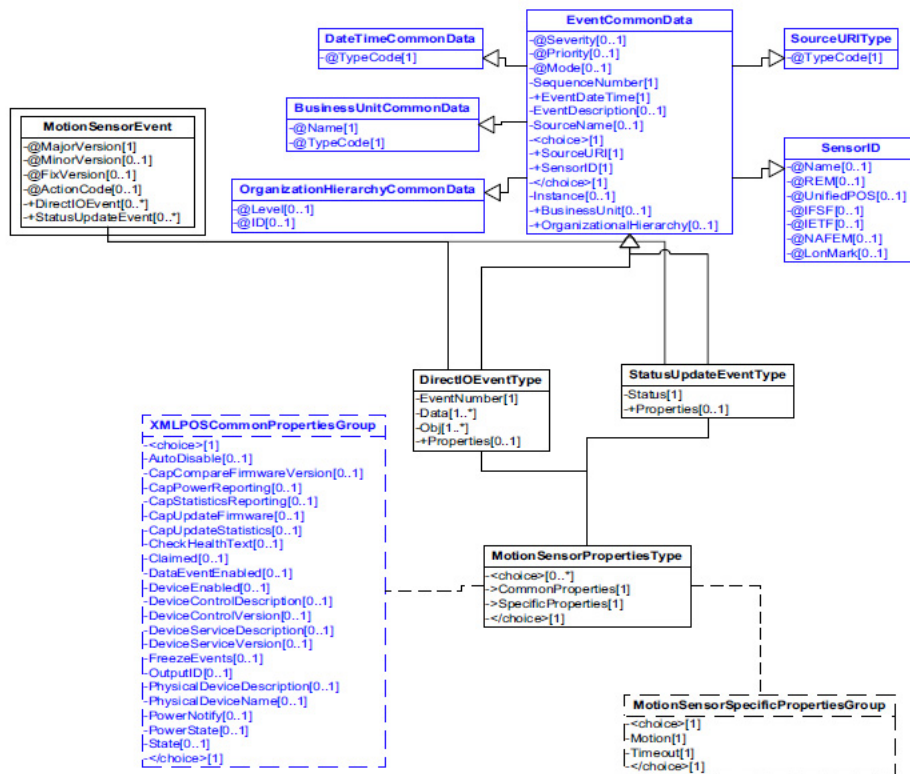 EventCommonData
-@Severity[0..1]
-@Priority[0..1]
-@Mode[0..1]
-SequenceNumber[1]
-+EventDateTime[1]
-EventDescription[0..1]
-SourceName[0..1]
-<choice>[1]
-+SourceURI[1]
-+SensorID[1]
-</choice>[1]
-Instance[0..1]
-+BusinessUnit[0..1]
-+OrganizationalHierarchy[0..1]
DateTimeCommonData
-@TypeCode[1]
SourceURIType
-@TypeCode[1]
BusinessUnitCommonData
-@Name[1]
-@TypeCode[1]
MotionSensorEvent
-@MajorVersion[1]
-@MinorVersion[0..1]
-@FixVersion[0..1]
-@ActionCode[0..1]
-+DirectIOEvent[0..*]
-+StatusUpdateEvent[0..*]
OrganizationHierarchyCommonData
-@Level[0..1]
-@ID[0..1]
SensorID
-@Name[0..1]
-@REM[0..1]
-@UnifiedPOS[0..1]
-@IFSF[0..1]
-@IETF[0..1]
-@NAFEM[0..1]
-@LonMark[0..1]
DirectIOEventType
-EventNumber[1]
-Data[1..*]
-Obj[1..*]
-+Properties[0..1]
StatusUpdateEventType
-Status[1]
-+Properties[0..1]
XMLPOSCommonPropertiesGroup
-<choice>[1]
-AutoDisable[0..1]
-CapCompareFirmwareVersion[0..1]
-CapPowerReporting[0..1]
-CapStatisticsReporting[0..1]
-CapUpdateFirmware[0..1]
-CapUpdateStatistics[0..1]
-CheckHealthText[0..1]
-Claimed[0..1]
-DataEventEnabled[0..1]
-DeviceEnabled[0..1]
-DeviceControlDescription[0..1]
-DeviceControlVersion[0..1]
-DeviceServiceDescription[0..1]
-DeviceServiceVersion[0..1]
-FreezeEvents[0..1]
-OutputID[0..1]
-PhysicalDeviceDescription[0..1]
-PhysicalDeviceName[0..1]
-PowerNotify[0..1]
-PowerState[0..1]
-State[0..1]
-</choice>[1]
MotionSensorPropertiesType
-<choice>[0..*]
->CommonProperties[1]
->SpecificProperties[1]
-</choice>[1]
MotionSensorSpecificPropertiesGroup
-<choice>[1]
-Motion[1]
-Timeout[1]
-</choice>[1]